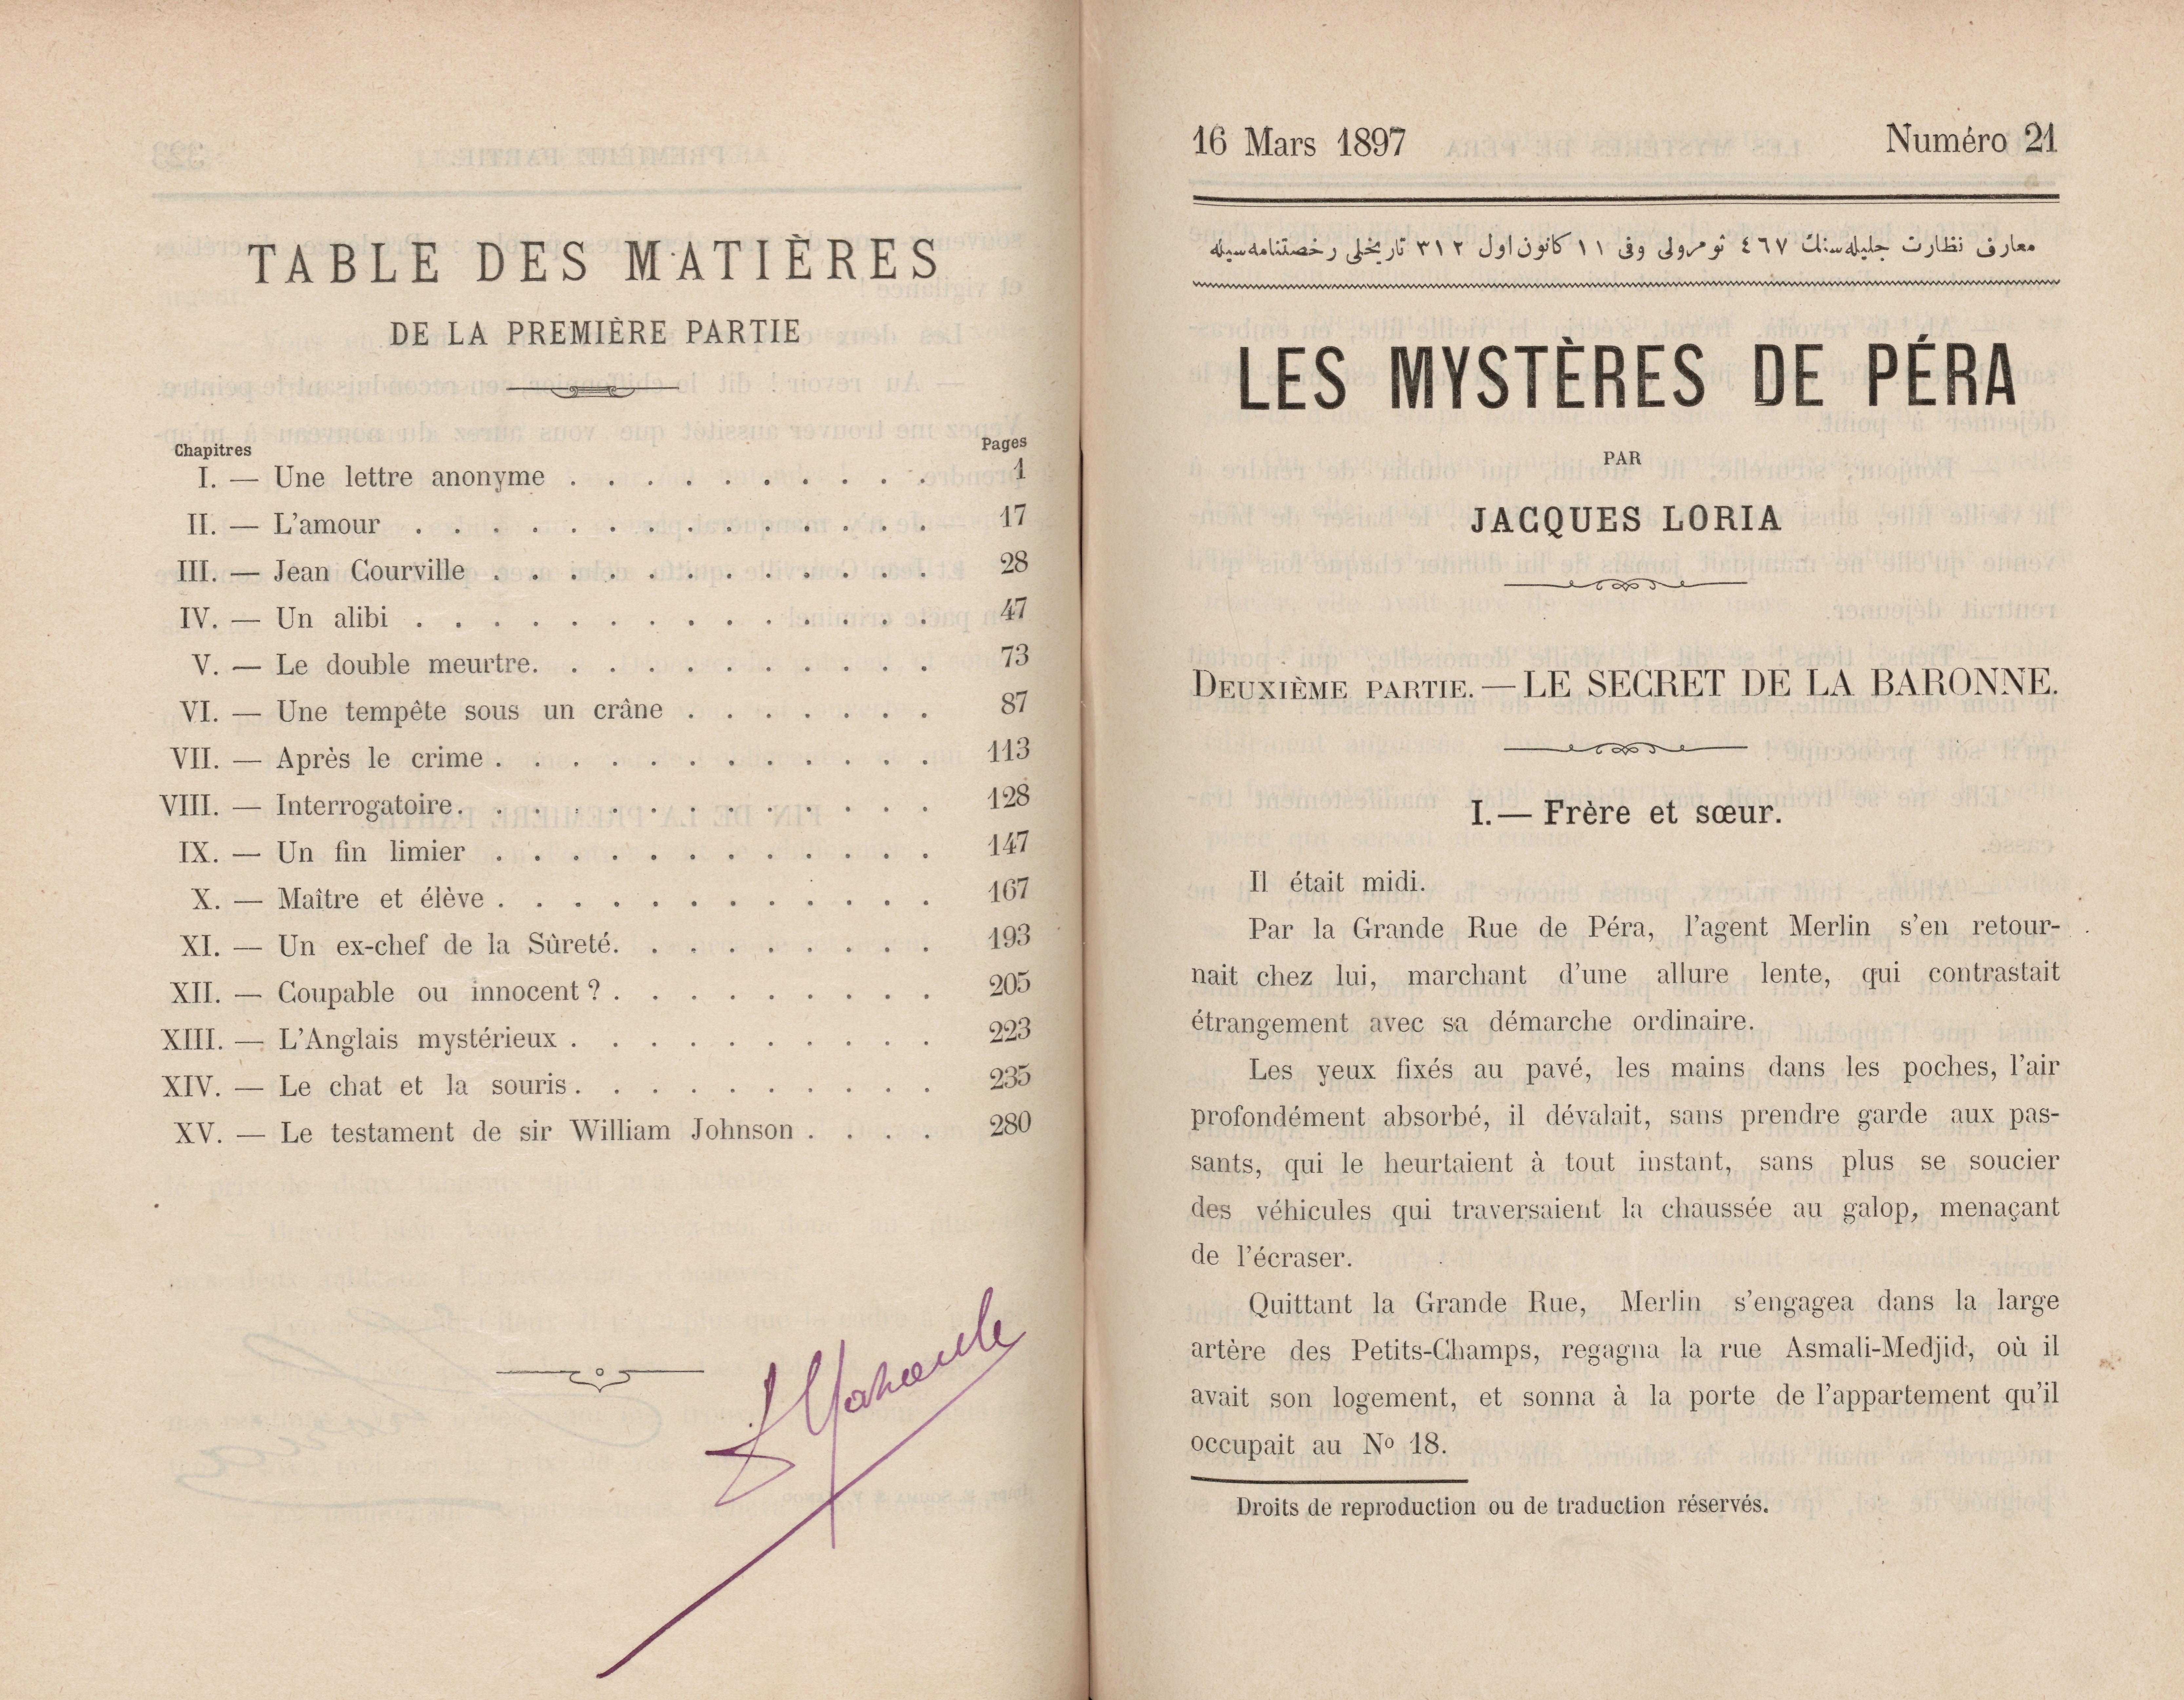 TABLE DES MATIÈRES
DE LA PREMIÈRE PARTIE
Chapitres Pages
I. — Une lettre anonyme . . . . . . . . . . 1
II. — L'amour . . . . . . . . . . . . . . 17
III. — Jean Courville . . . . . . . . . . . . 28
IV. — Un alibi . . . . . . . . . . . . . . 47
V. — Le double meurtre. . . . . . . . . . . 73
VI. — Une tempête sous un crâne . . . . . . . 87
VII. — Après le crime . . . . . . . . . . . . 113
VIII. — Interrogatoire. . . . . . . . . . . . . 128
IX. — Un fin limier . . . . . . . . . . . . 147
X. — Maître et élève . . . . . . . . . . . . 167
XI. — Un ex-chef de la Sûreté. . . . . . . . . 193
XII. — Coupable ou innocent ? . . . . . . . . . 205
XIII. — L'Anglais mystérieux . . . . . . . . . . 223
XIV. — Le chat et la souris. . . . . . . . . . 235
XV. — Le testament de sir William Johnson . . . . 280
16 Mars 1897 Numéro 21
معارف نظارت جليله‌سنك ٤٦٧ نومرولى وفى ١١ كانون اول ٣١٢ تاريخلى رخصتنامه‌سيله
LES MYSTÈRES DE PÉRA
PAR
JACQUES LORIA
DEUXIÈME PARTIE. — LE SECRET DE LA BARONNE.
I. — Frère et sœur.
Il était midi.
Par la Grande Rue de Péra, l'agent Merlin s'en retour-
nait chez lui, marchant d'une allure lente, qui contrastait
étrangement avec sa démarche ordinaire.
Les yeux fixés au pavé, les mains dans les poches, l'air
profondément absorbé, il dévalait, sans prendre garde aux pas-
sants, qui le heurtaient à tout instant, sans plus se soucier
des véhicules qui traversaient la chaussée au galop, menaçant
de l'écraser.
Quittant la Grande Rue, Merlin s'engagea dans la large
artère des Petits-Champs, regagna la rue Asmali-Medjid, où il
avait son logement, et sonna à la porte de l'appartement qu'il
occupait au Nº 18.
Droits de reproduction ou de traduction réservés.